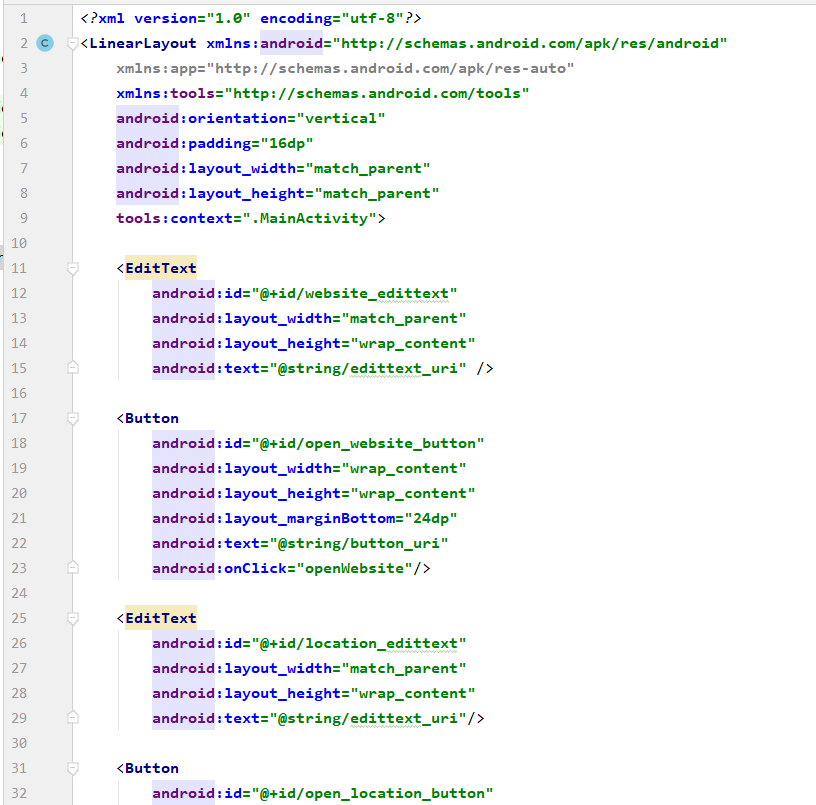 1 <?xml version="1.0" encoding="utf-8"?>
2 C <LinearLayout xmlns:android="http://schemas.android.com/apk/res/android"
3 xmlns:app="http://schemas.android.com/apk/res-auto"
4 xmlns:tools="http://schemas.android.com/tools"
5 android:orientation="vertical"
6 android:padding="16dp"
7 android:layout_width="match_parent"
8 android:layout_height="match_parent"
9 tools:context=".MainActivity">
10
11 <EditText
12 android:id="@+id/website_edittext"
13 android:layout_width="match_parent"
14 android:layout_height="wrap_content"
15 android:text="@string/edittext_uri" />
16
17 <Button
18 android:id="@+id/open_website_button"
19 android:layout_width="wrap_content"
20 android:layout_height="wrap_content"
21 android:layout_marginBottom="24dp"
22 android:text="@string/button_uri"
23 android:onClick="openWebsite"/>
24
25 <EditText
26 android:id="@+id/location_edittext"
27 android:layout_width="match_parent"
28 android:layout_height="wrap_content"
29 android:text="@string/edittext_uri"/>
30
31 <Button
32 android:id="@+id/open_location_button"